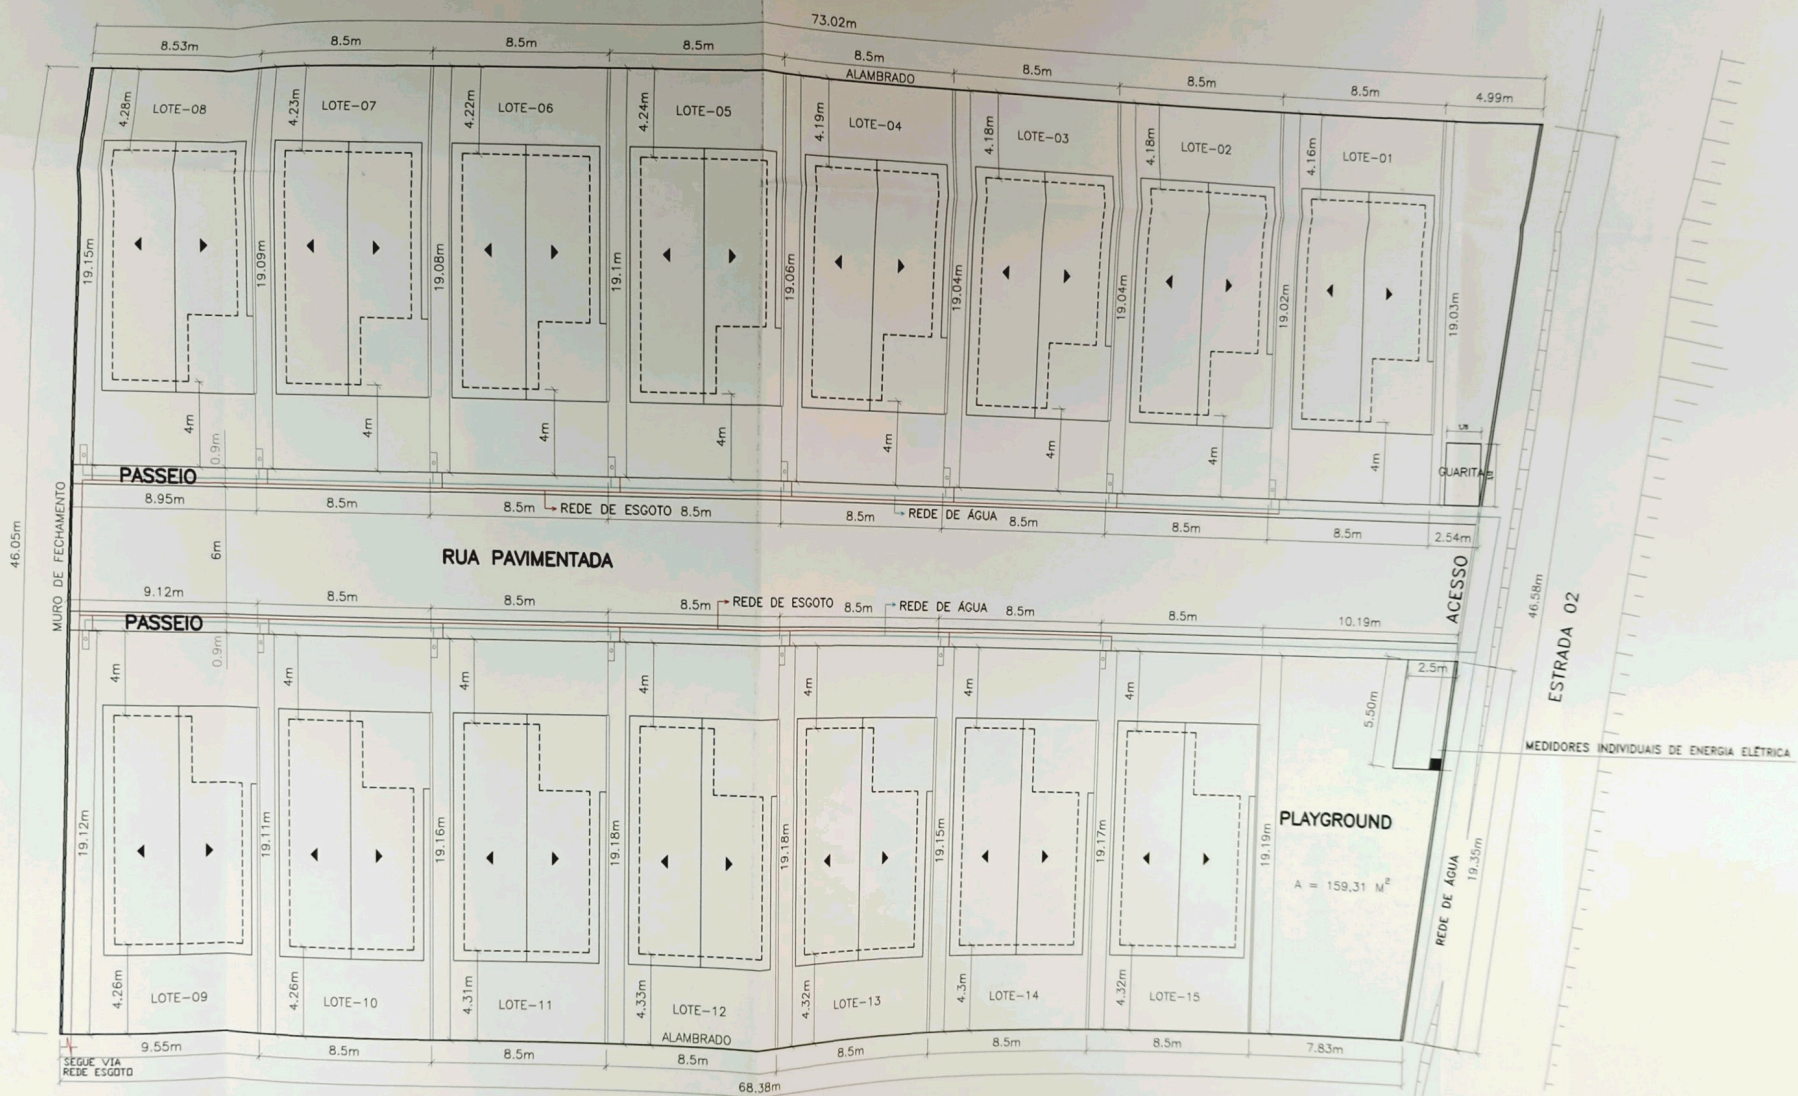 73.02m
8.53m
8.5m
8.5m
8.5m
8.5m
8.5m
8.5m
8.5m
4.99m
ALAMBRADO
4.28m
LOTE-08
4.23m
LOTE-07
4.22m
LOTE-06
4.24m
LOTE-05
4.19m
LOTE-04
4.18m
LOTE-03
4.18m
LOTE-02
4.16m
LOTE-01
19.15m
19.09m
19.08m
19.1m
19.06m
19.04m
19.04m
19.02m
19.03m
4m
4m
4m
4m
4m
4m
4m
4m
0.9m
GUARITA
PASSEIO
8.95m
8.5m
8.5m
REDE DE ESGOTO
8.5m
8.5m
REDE DE ÁGUA
8.5m
8.5m
8.5m
2.54m
46.05m
MURO DE FECHAMENTO
6m
RUA PAVIMENTADA
ACESSO
46.58m
ESTRADA 02
9.12m
8.5m
8.5m
8.5m
REDE DE ESGOTO
8.5m
REDE DE ÁGUA
8.5m
8.5m
10.19m
PASSEIO
0.9m
4m
4m
4m
4m
4m
4m
4m
2.5m
5.50m
MEDIDORES INDIVIDUAIS DE ENERGIA ELÉTRICA
19.12m
19.11m
19.16m
19.18m
19.18m
19.15m
19.17m
19.19m
PLAYGROUND
A = 159,31 M²
REDE DE ÁGUA
19.35m
4.26m
LOTE-09
4.26m
LOTE-10
4.31m
LOTE-11
4.33m
LOTE-12
4.32m
LOTE-13
4.3m
LOTE-14
4.32m
LOTE-15
ALAMBRADO
9.55m
8.5m
8.5m
8.5m
8.5m
8.5m
8.5m
7.83m
SEGUE VIA
REDE ESGOTO
68.38m